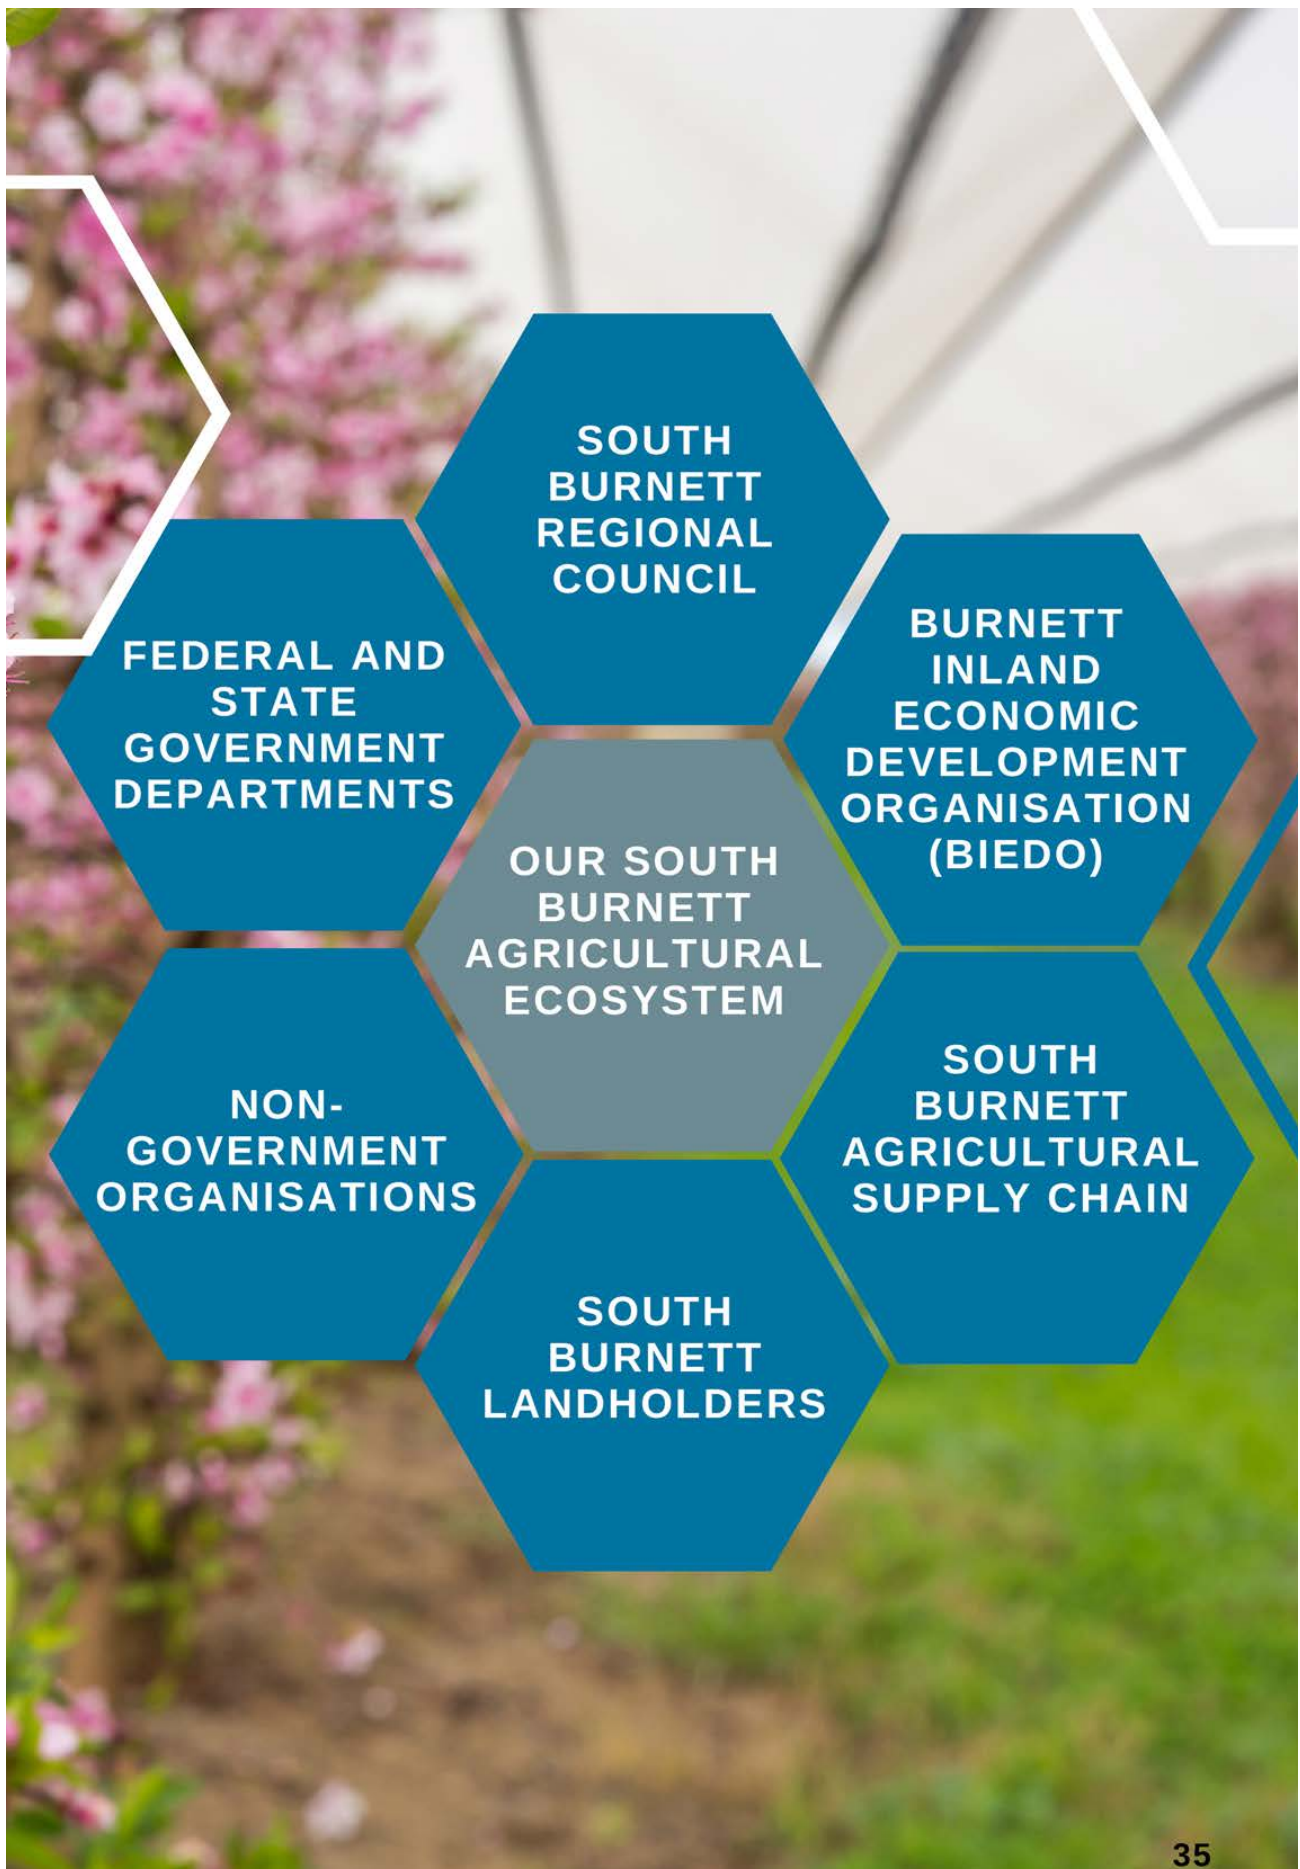 SOUTH
BURNETT
REGIONAL
COUNCIL
FEDERAL AND
STATE
GOVERNMENT
DEPARTMENTS
BURNETT
INLAND
ECONOMIC
DEVELOPMENT
ORGANISATION
(BIEDO)
OUR SOUTH
BURNETT
AGRICULTURAL
ECOSYSTEM
NON-
GOVERNMENT
ORGANISATIONS
SOUTH
BURNETT
AGRICULTURAL
SUPPLY CHAIN
SOUTH
BURNETT
LANDHOLDERS
35